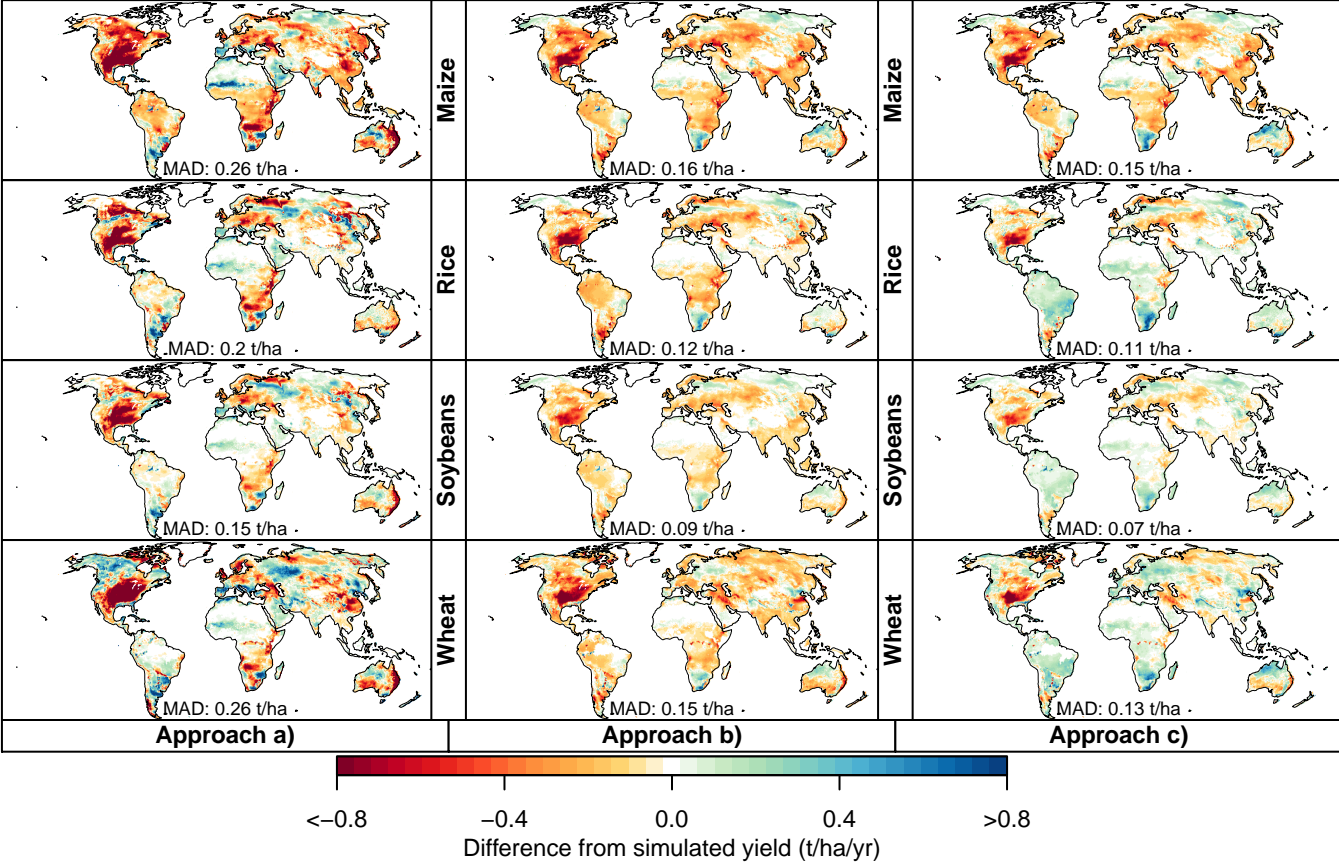 Maize
Maize
MAD: 0.26 t/ha
MAD: 0.16 t/ha
MAD: 0.15 t/ha
Rice
Rice
MAD: 0.2 t/ha
MAD: 0.12 t/ha
MAD: 0.11 t/ha
Soybeans
Soybeans
MAD: 0.15 t/ha
MAD: 0.09 t/ha
MAD: 0.07 t/ha
Wheat
Wheat
MAD: 0.26 t/ha
MAD: 0.15 t/ha
MAD: 0.13 t/ha
Approach a)
Approach b)
Approach c)
<−0.8 −0.4 0.0 0.4 >0.8
Difference from simulated yield (t/ha/yr)